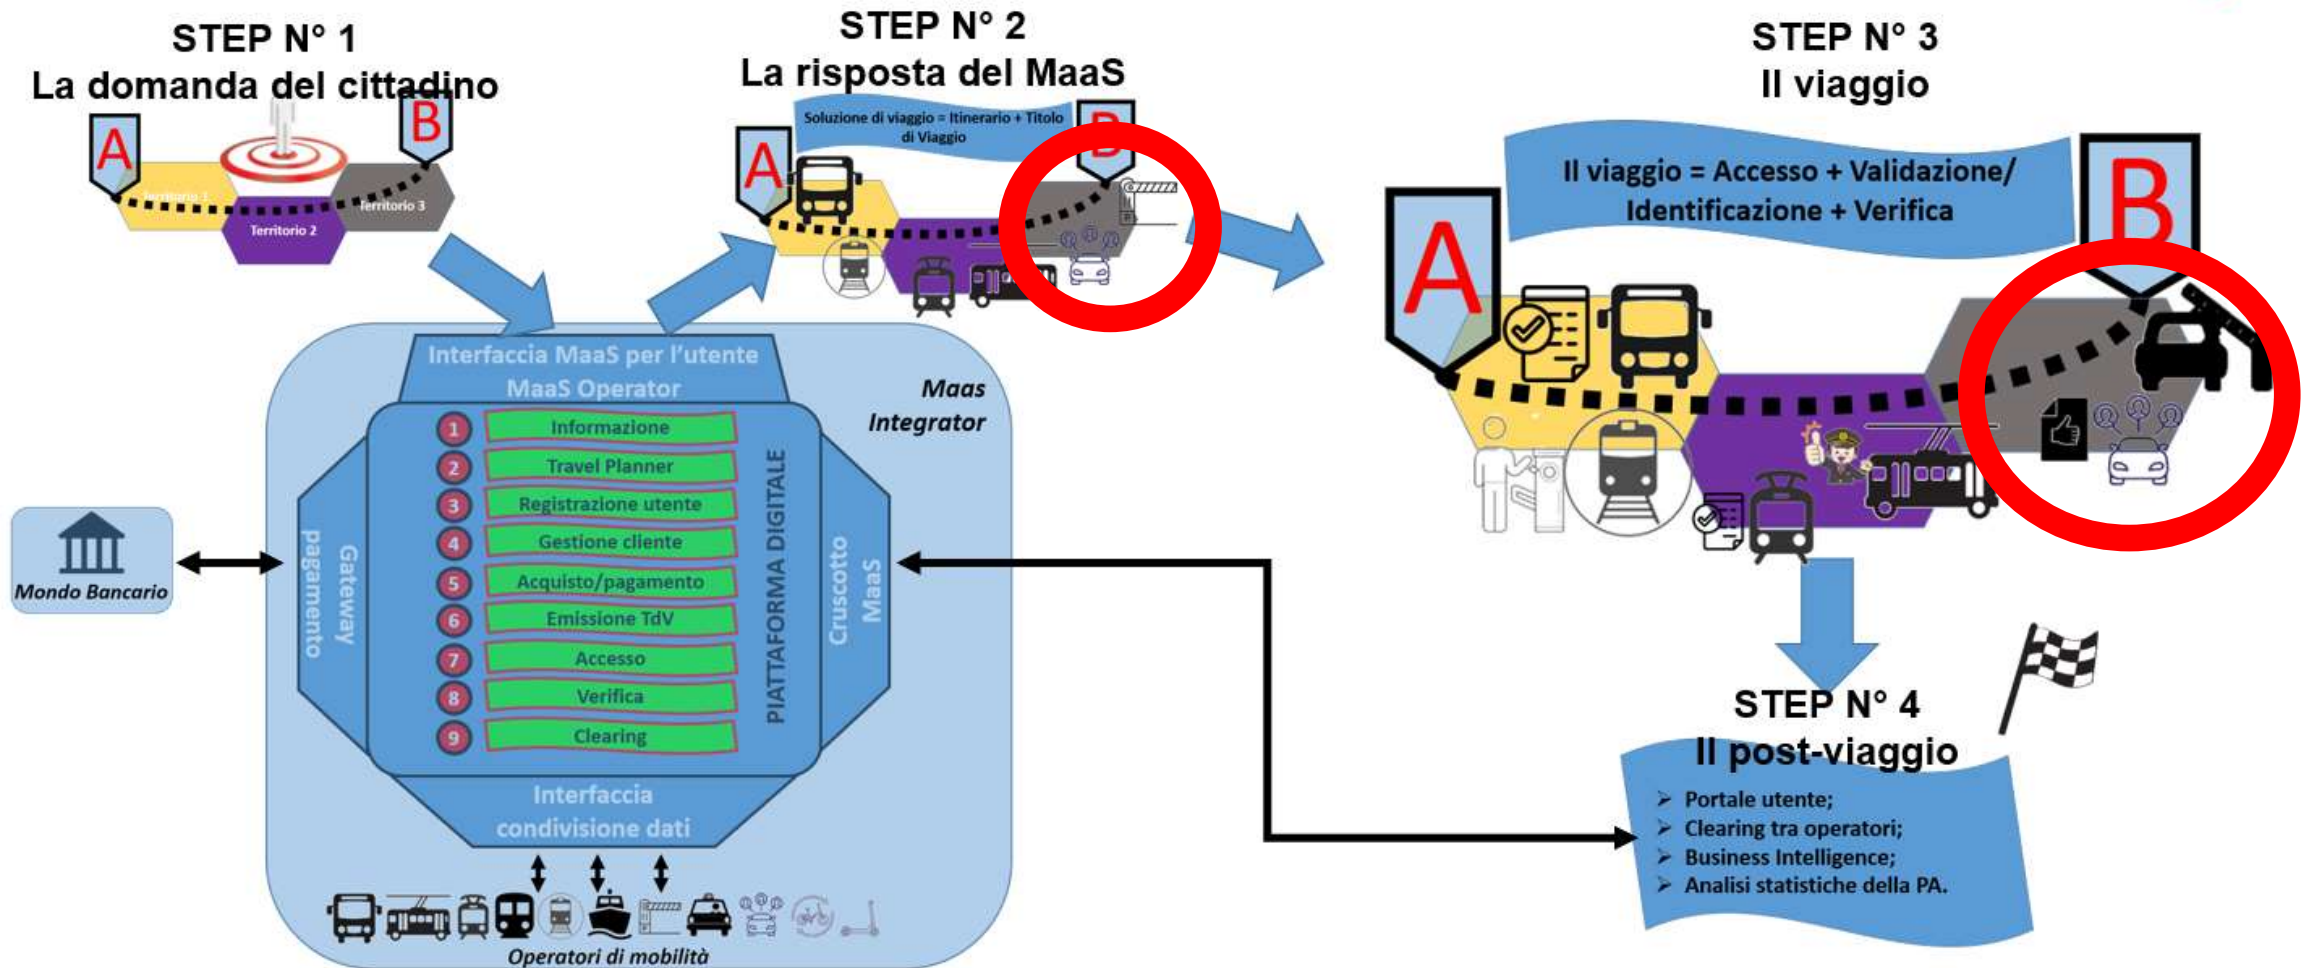 STEP N° 1
La domanda del cittadino
A
B
Territorio 1
Territorio 2
Territorio 3
STEP N° 2
La risposta del MaaS
Soluzione di viaggio = Itinerario + Titolo
di Viaggio
A
B
STEP N° 3
Il viaggio
Il viaggio = Accesso + Validazione/
Identificazione + Verifica
A
B
Interfaccia MaaS per l'utente
MaaS Operator
Maas
Integrator
1 Informazione
2 Travel Planner
3 Registrazione utente
4 Gestione cliente
5 Acquisto/pagamento
6 Emissione TdV
7 Accesso
8 Verifica
9 Clearing
PIATTAFORMA DIGITALE
Gateway
pagamento
Cruscotto
MaaS
Mondo Bancario
Interfaccia
condivisione dati
Operatori di mobilità
STEP N° 4
Il post-viaggio
➢ Portale utente;
➢ Clearing tra operatori;
➢ Business Intelligence;
➢ Analisi statistiche della PA.